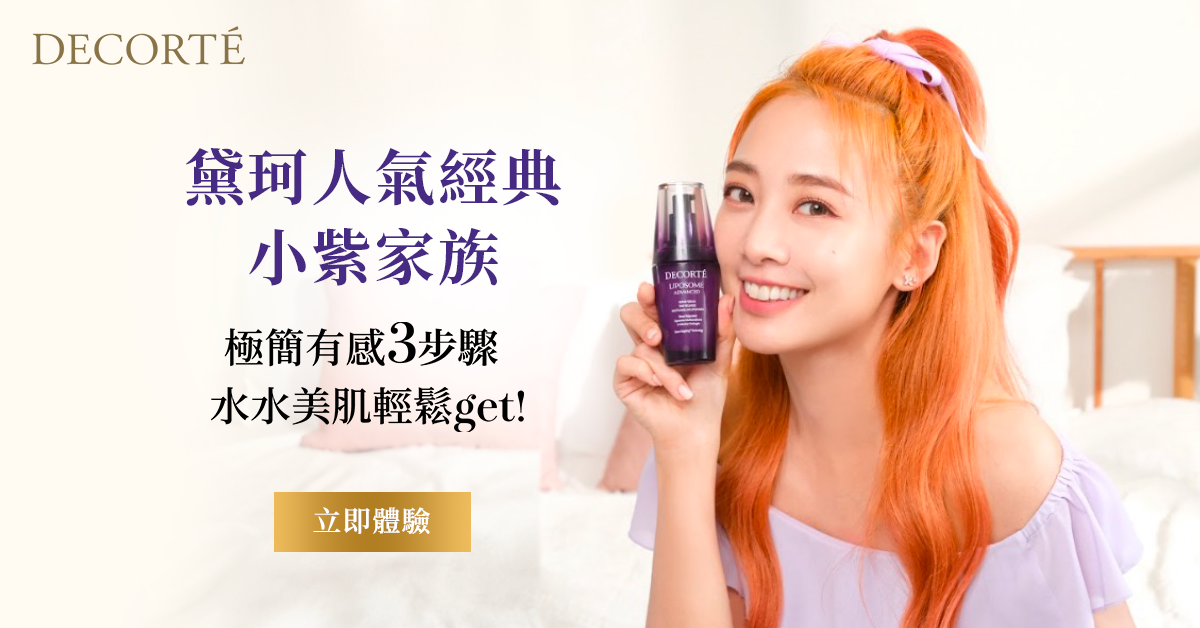 DECORTÉ
黛珂人氣經典
小紫家族
極簡有感3步驟
水水美肌輕鬆get!
立即體驗
DECORTÉ
LIPOSOME
ADVANCED